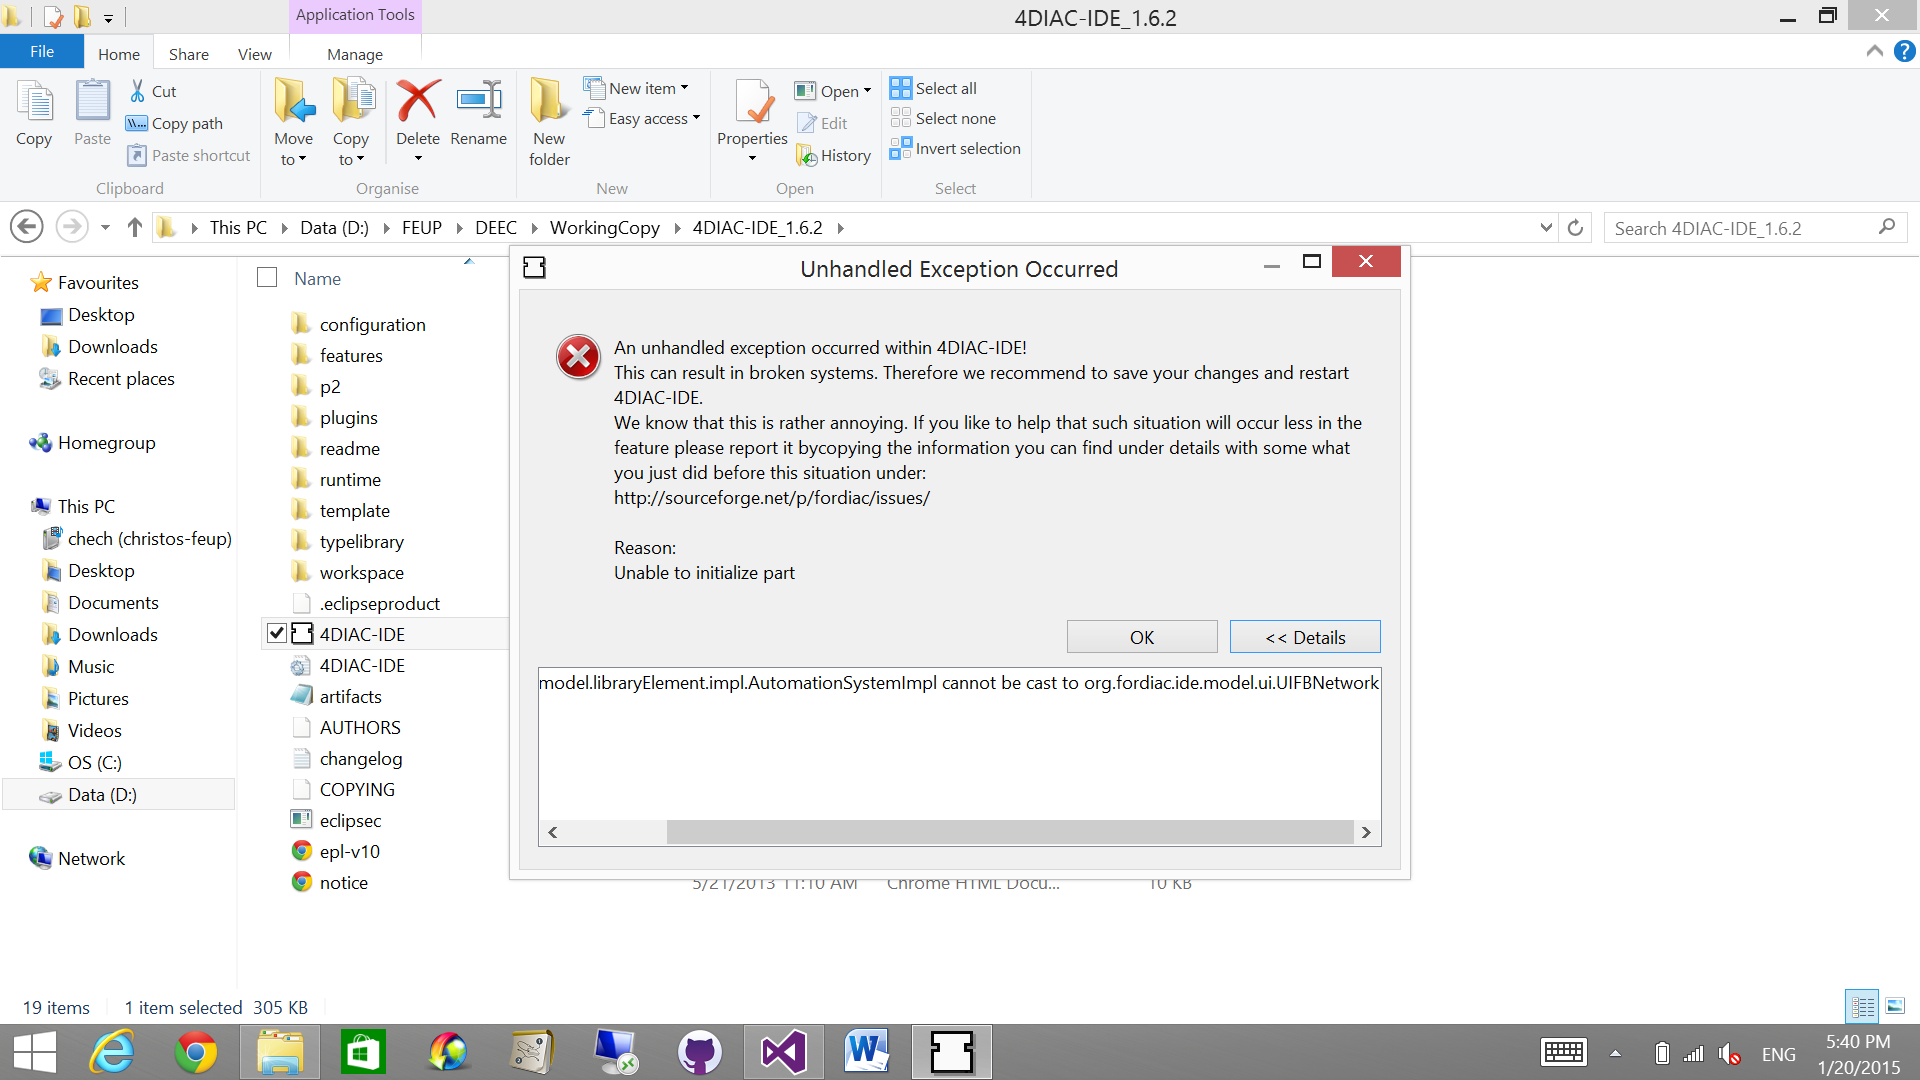 Application Tools
4DIAC-IDE_1.6.2
File
Home
Share
View
Manage
Copy
Paste
Cut
Copy path
Paste shortcut
Clipboard
Move to
Copy to
Delete
Rename
Organise
New folder
New item
Easy access
New
Properties
Open
Edit
History
Open
Select all
Select none
Invert selection
Select
This PC
Data (D:)
FEUP
DEEC
WorkingCopy
4DIAC-IDE_1.6.2
Search 4DIAC-IDE_1.6.2
Favourites
Desktop
Downloads
Recent places
Homegroup
This PC
chech (christos-feup)
Desktop
Documents
Downloads
Music
Pictures
Videos
OS (C:)
Data (D:)
Network
Name
configuration
features
p2
plugins
readme
runtime
template
typelibrary
workspace
.eclipseproduct
4DIAC-IDE
4DIAC-IDE
artifacts
AUTHORS
changelog
COPYING
eclipsec
epl-v10
notice
5/21/2013 11:10 AM
Chrome HTML Docu...
10 KB
Unhandled Exception Occurred
An unhandled exception occurred within 4DIAC-IDE!
This can result in broken systems. Therefore we recommend to save your changes and restart
4DIAC-IDE.
We know that this is rather annoying. If you like to help that such situation will occur less in the
feature please report it bycopying the information you can find under details with some what
you just did before this situation under:
http://sourceforge.net/p/fordiac/issues/
Reason:
Unable to initialize part
OK
<< Details
model.libraryElement.impl.AutomationSystemImpl cannot be cast to org.fordiac.ide.model.ui.UIFBNetwork
19 items
1 item selected 305 KB
ENG
5:40 PM
1/20/2015